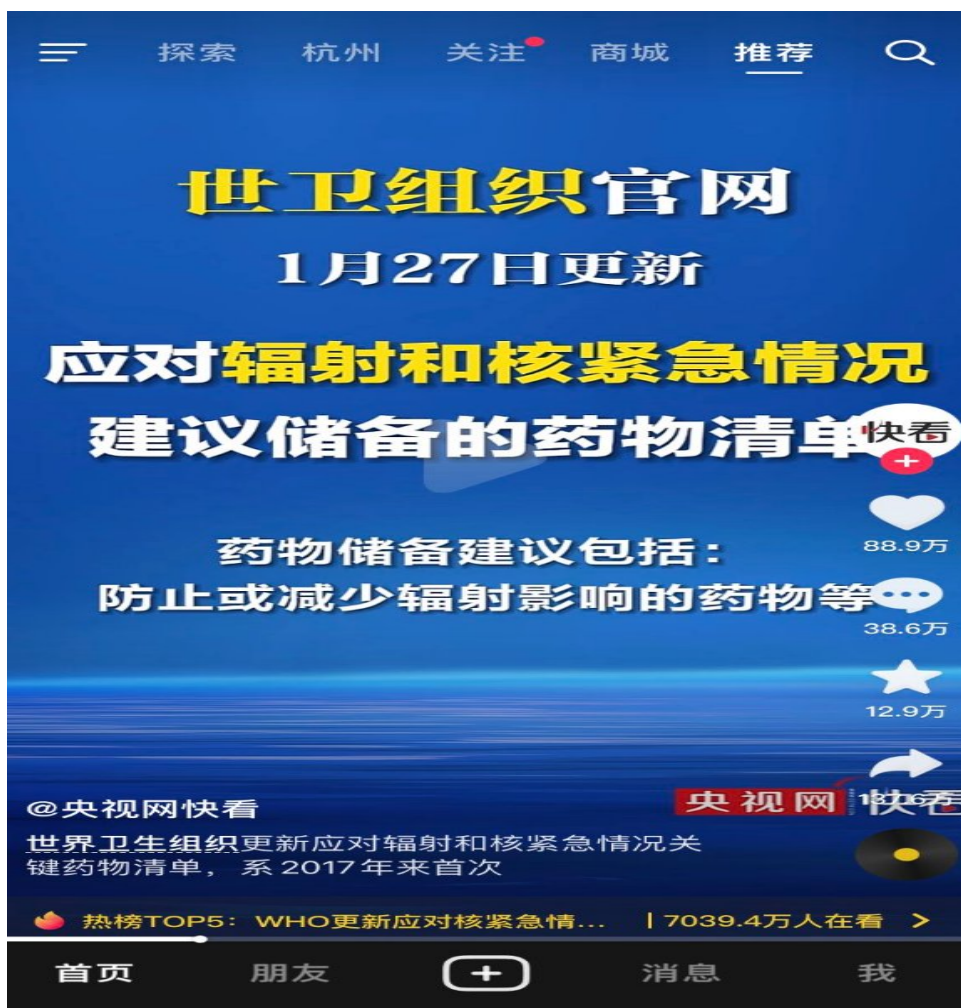 探索 杭州 关注 商城 推荐
世卫组织官网
1月27日更新
应对辐射和核紧急情况
建议储备的药物清单
快看
药物储备建议包括：
防止或减少辐射影响的药物等
88.9万
38.6万
12.9万
央视网 快看
@央视网快看
世界卫生组织更新应对辐射和核紧急情况关
键药物清单，系2017年来首次
热榜TOP5：WHO更新应对核紧急情... 7039.4万人在看
首页 朋友 消息 我